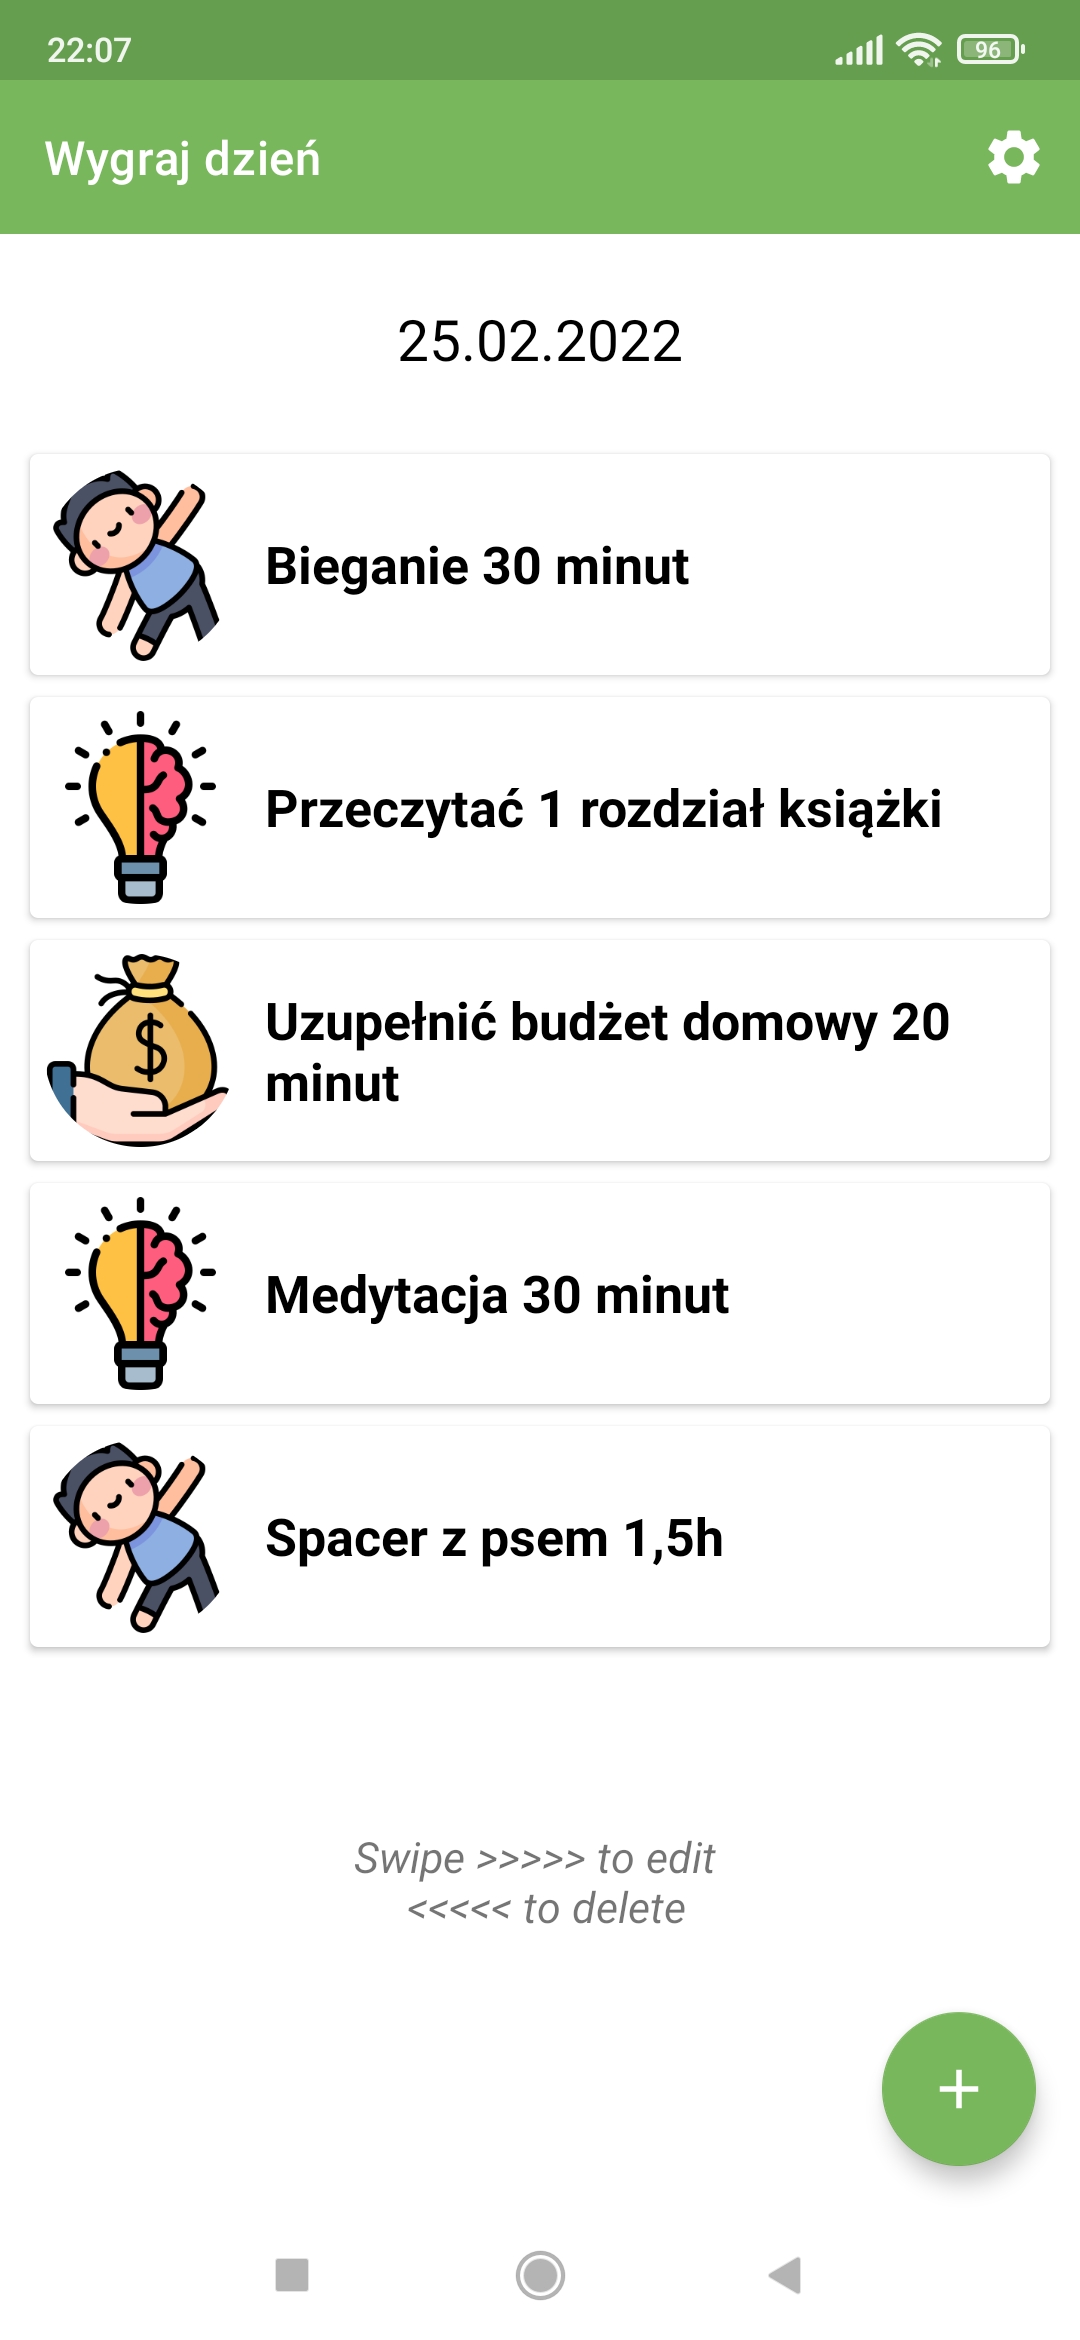 22:07
96
Wygraj dzień
25.02.2022
Bieganie 30 minut
Przeczytać 1 rozdział książki
$
Uzupełnić budżet domowy 20
minut
Medytacja 30 minut
Spacer z psem 1,5h
Swipe >>>>> to edit
<<<<< to delete
+